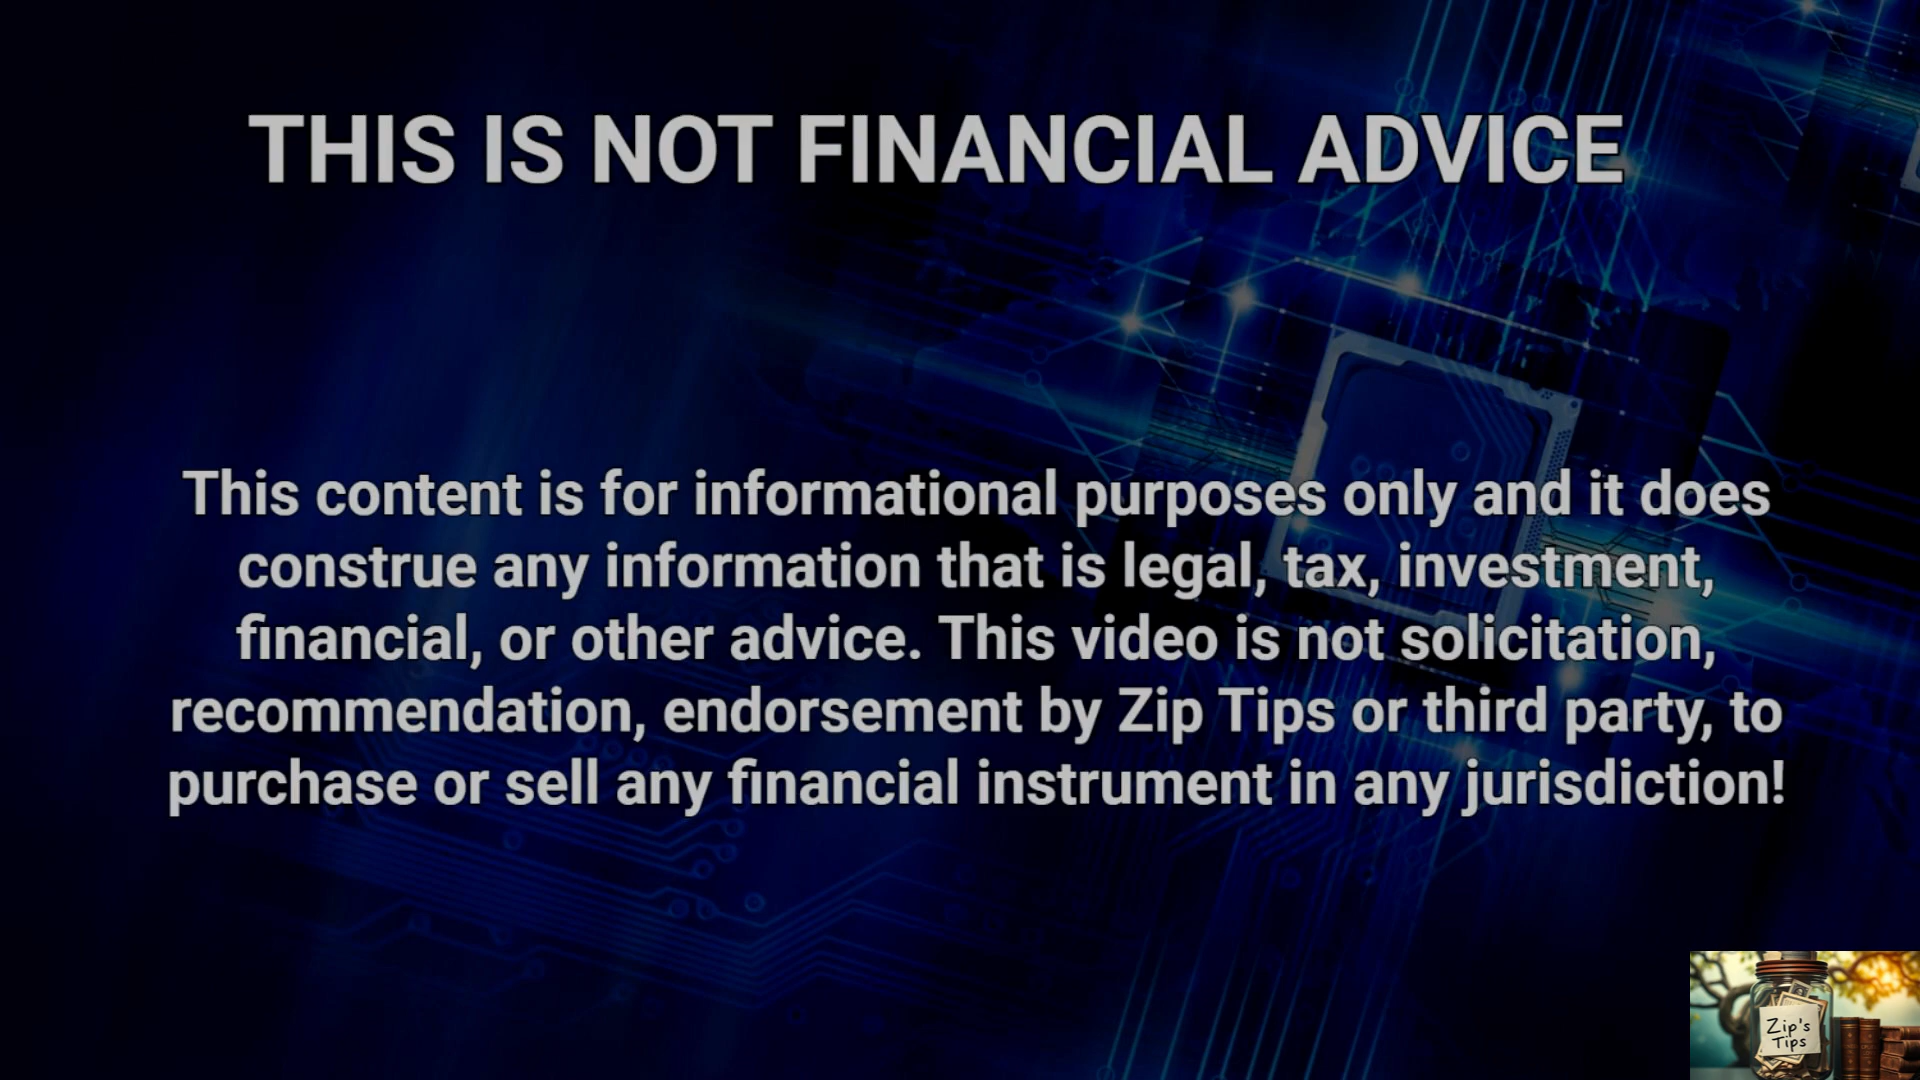 THIS IS NOT FINANCIAL ADVICE
This content is for informational purposes only and it does
construe any information that is legal, tax, investment,
financial, or other advice. This video is not solicitation,
recommendation, endorsement by Zip Tips or third party, to
purchase or sell any financial instrument in any jurisdiction!
Zip's
Tips